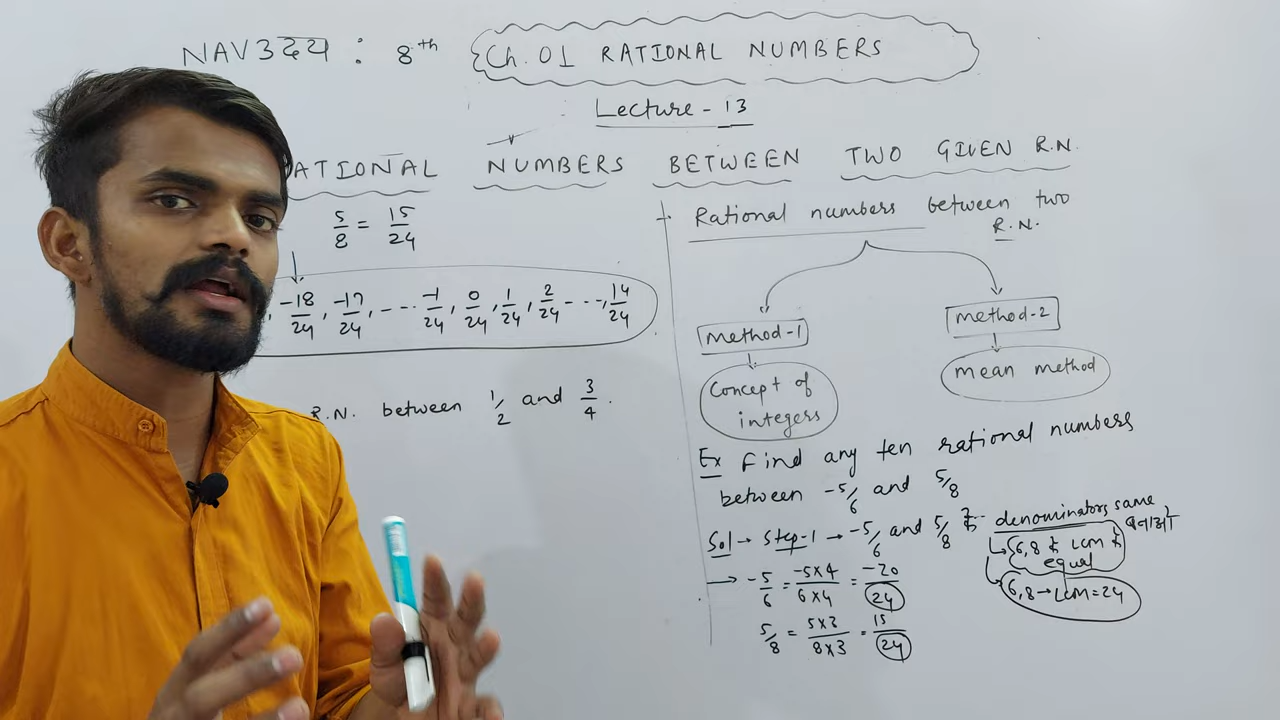 NAV3ZZY : 8th Ch. 01 RATIONAL NUMBERS
Lecture - 13
ATIONAL NUMBERS BETWEEN TWO GIVEN R.N.
5/8 = 15/24
, -18/24, -17/24, --- -1/24, 0/24, 1/24, 2/24 ---, 14/24
R.N. between 1/2 and 3/4.
Rational numbers between two
R.N.
method-1
method-2
Concept of
integers
mean method
Ex Find any ten rational numbers
between -5/6 and 5/8
Sol → Step-1 → -5/6 and 5/8 के denominators same
6,8 के LCM के
equal
→ -5/6 = -5×4/6×4 = -20/24
6,8 → LCM = 24
5/8 = 5×3/8×3 = 15/24